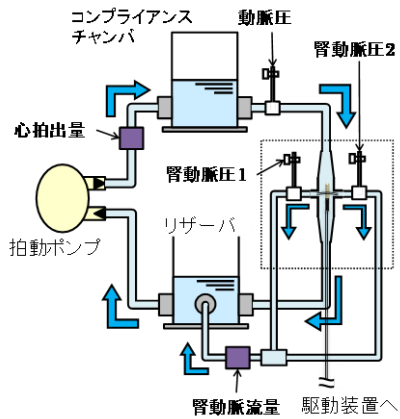 コンプライアンス
チャンバ
動脈圧
腎動脈圧2
心拍出量
腎動脈圧1
リザーバ
拍動ポンプ
腎動脈流量
駆動装置へ